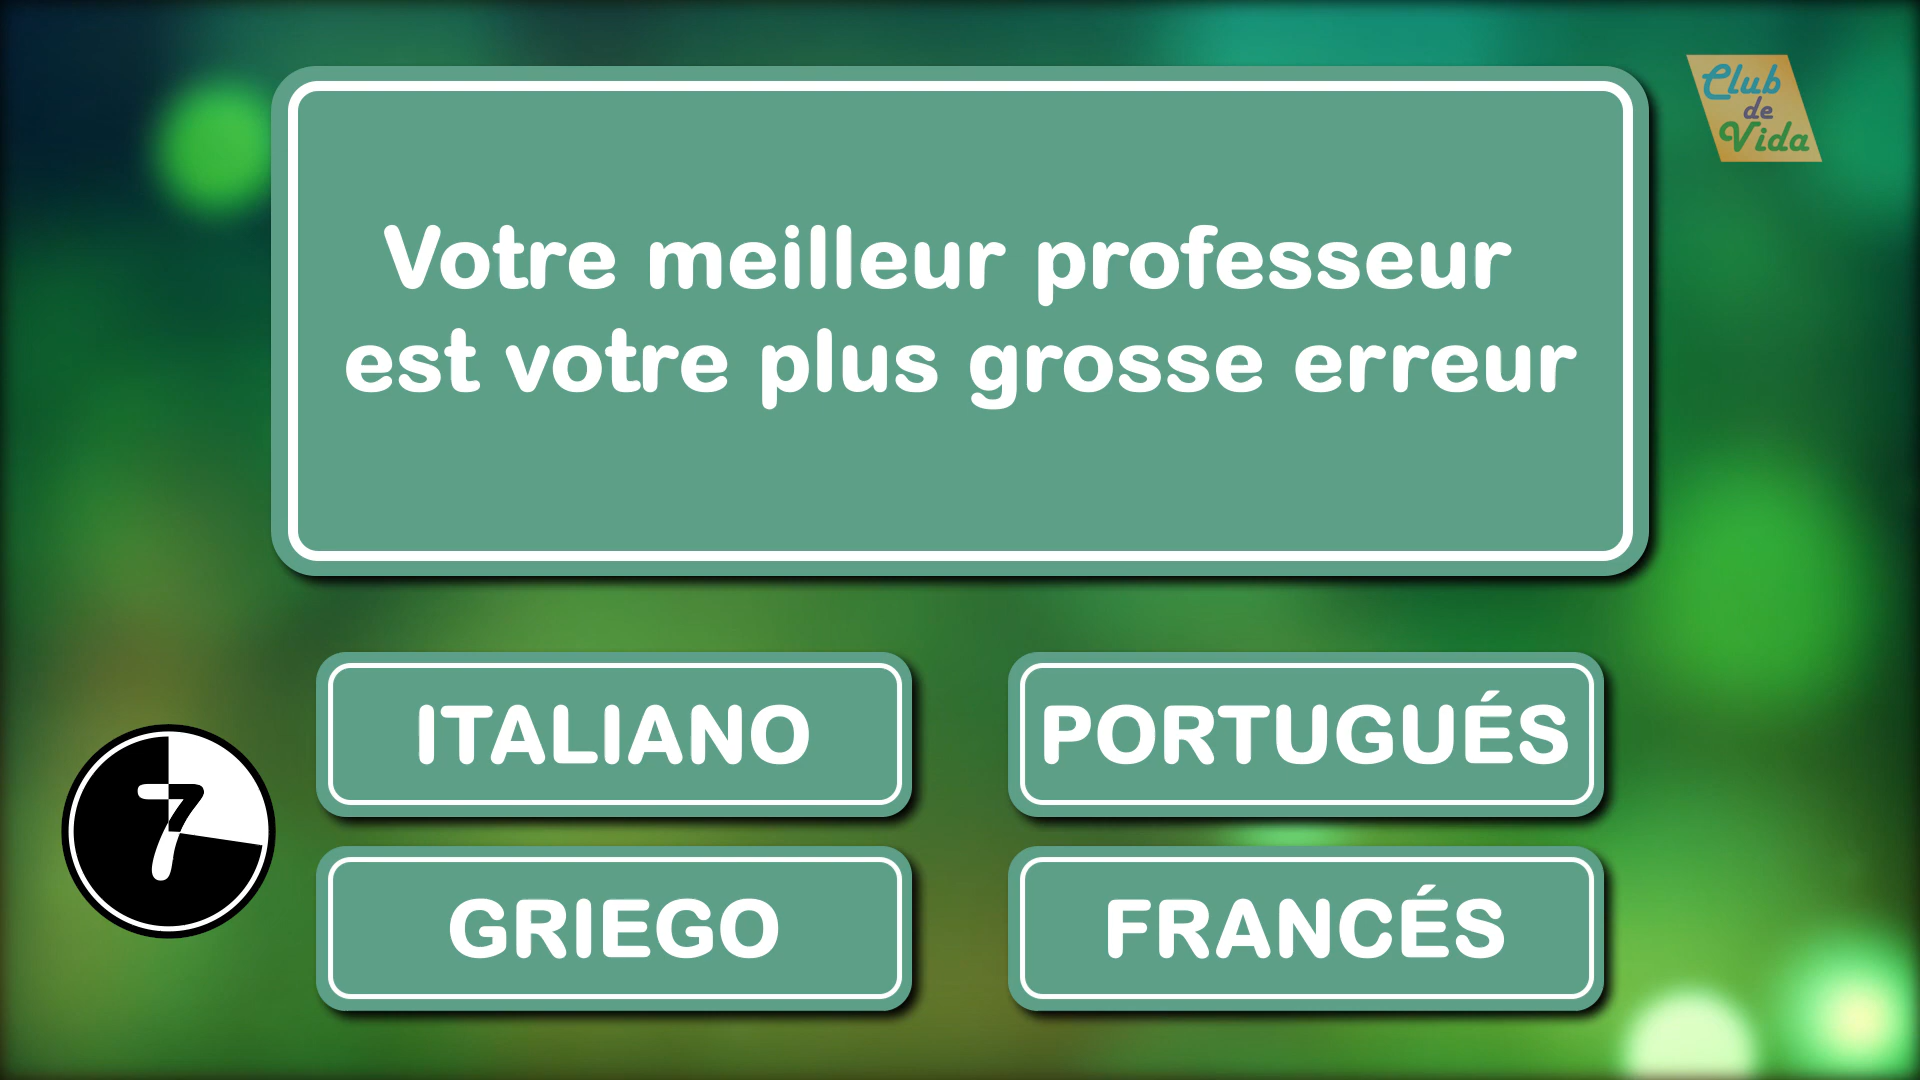 Club
de
Vida
Votre meilleur professeur
est votre plus grosse erreur
ITALIANO
PORTUGUÉS
7
GRIEGO
FRANCÉS